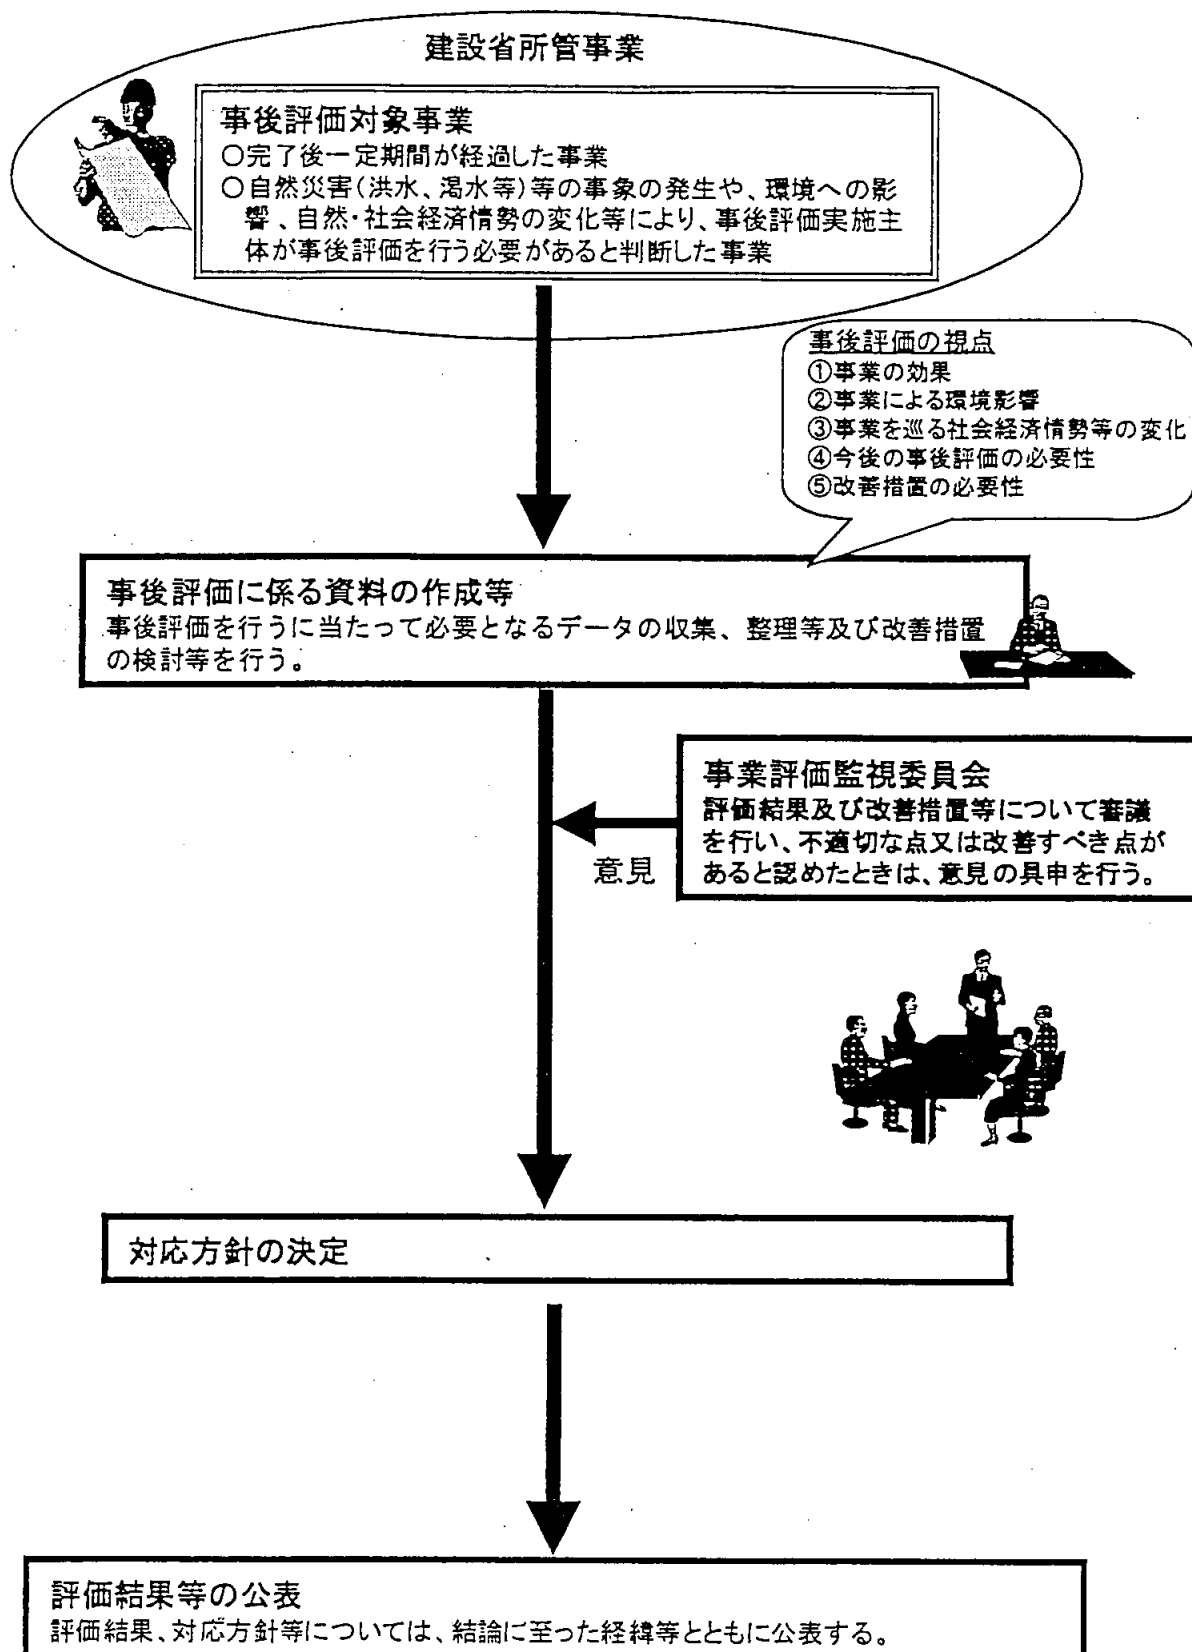 建設省所管事業
事後評価対象事業
○完了後一定期間が経過した事業
○自然災害(洪水、渇水等)等の事象の発生や、環境への影
響、自然・社会経済情勢の変化等により、事後評価実施主
体が事後評価を行う必要があると判断した事業
事後評価の視点
①事業の効果
②事業による環境影響
③事業を巡る社会経済情勢等の変化
④今後の事後評価の必要性
⑤改善措置の必要性
事後評価に係る資料の作成等
事後評価を行うに当たって必要となるデータの収集、整理等及び改善措置
の検討等を行う。
事業評価監視委員会
評価結果及び改善措置等について審議
を行い、不適切な点又は改善すべき点が
あると認めたときは、意見の具申を行う。
意見
対応方針の決定
評価結果等の公表
評価結果、対応方針等については、結論に至った経緯等とともに公表する。